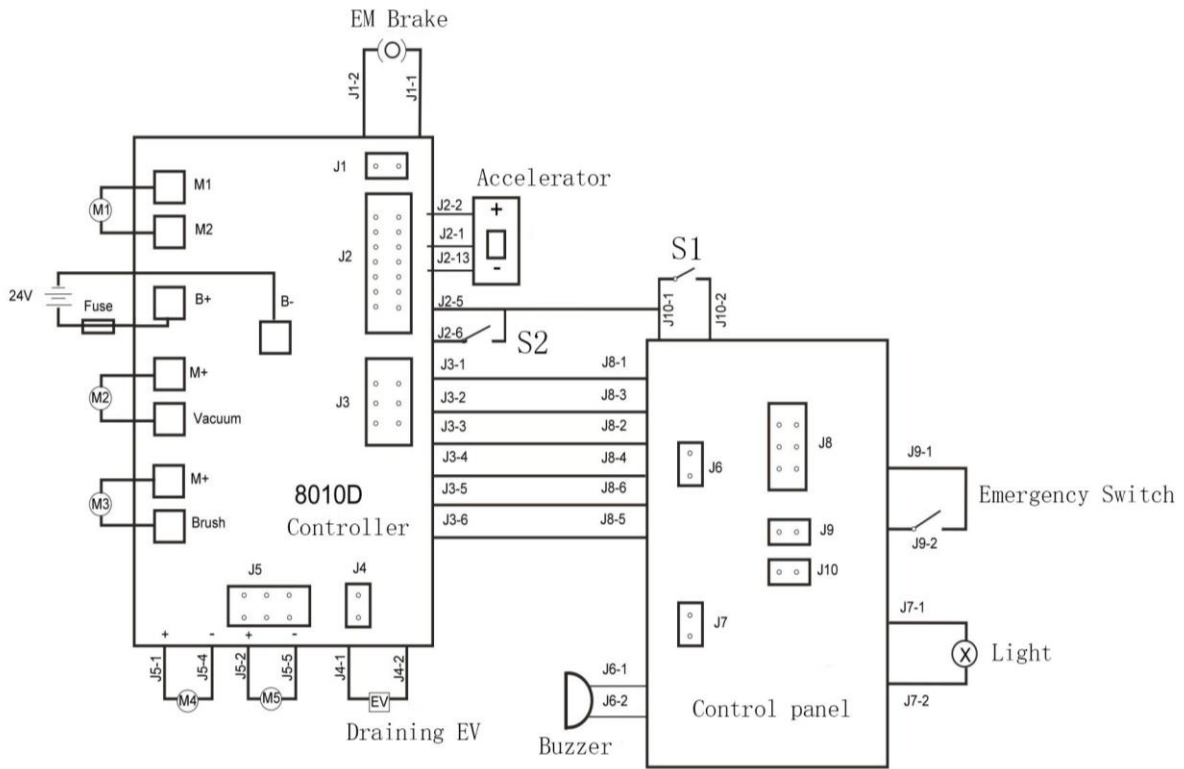 EM Brake
J1-2
J1-1
J1
Accelerator
M1
J2-2
+
M1
J2-1
S1
M2
J2
J2-13
-
24V
Fuse
B+
B-
J2-5
J10-1
J10-2
J2-6
S2
M+
J3-1
J8-1
M2
J3
J3-2
J8-3
Vacuum
J3-3
J8-2
J8
J3-4
J8-4
J9-1
M+
J6
8010D
J3-5
J8-6
Emergency Switch
M3
Brush
Controller
J3-6
J8-5
J9
J9-2
J5
J4
J10
J7-1
J7
+
-
+
-
Light
J5-1
J5-4
J5-2
J5-5
J4-1
J4-2
J6-1
M4
M5
EV
J6-2
Control panel
J7-2
Draining EV
Buzzer